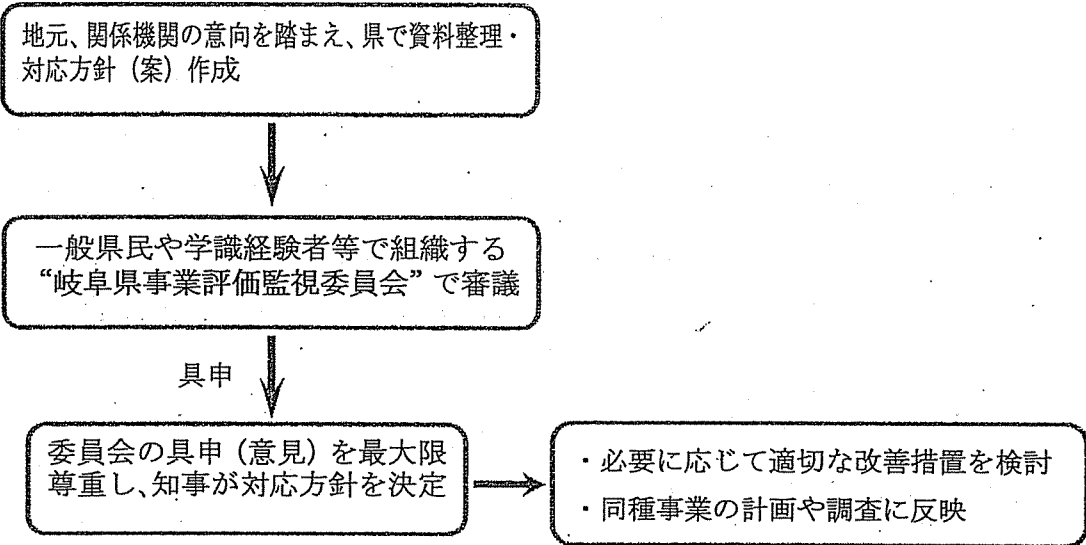 地元、関係機関の意向を踏まえ、県で資料整理・
対応方針（案）作成
一般県民や学識経験者等で組織する
“岐阜県事業評価監視委員会”で審議
具申
委員会の具申（意見）を最大限
尊重し、知事が対応方針を決定
・必要に応じて適切な改善措置を検討
・同種事業の計画や調査に反映